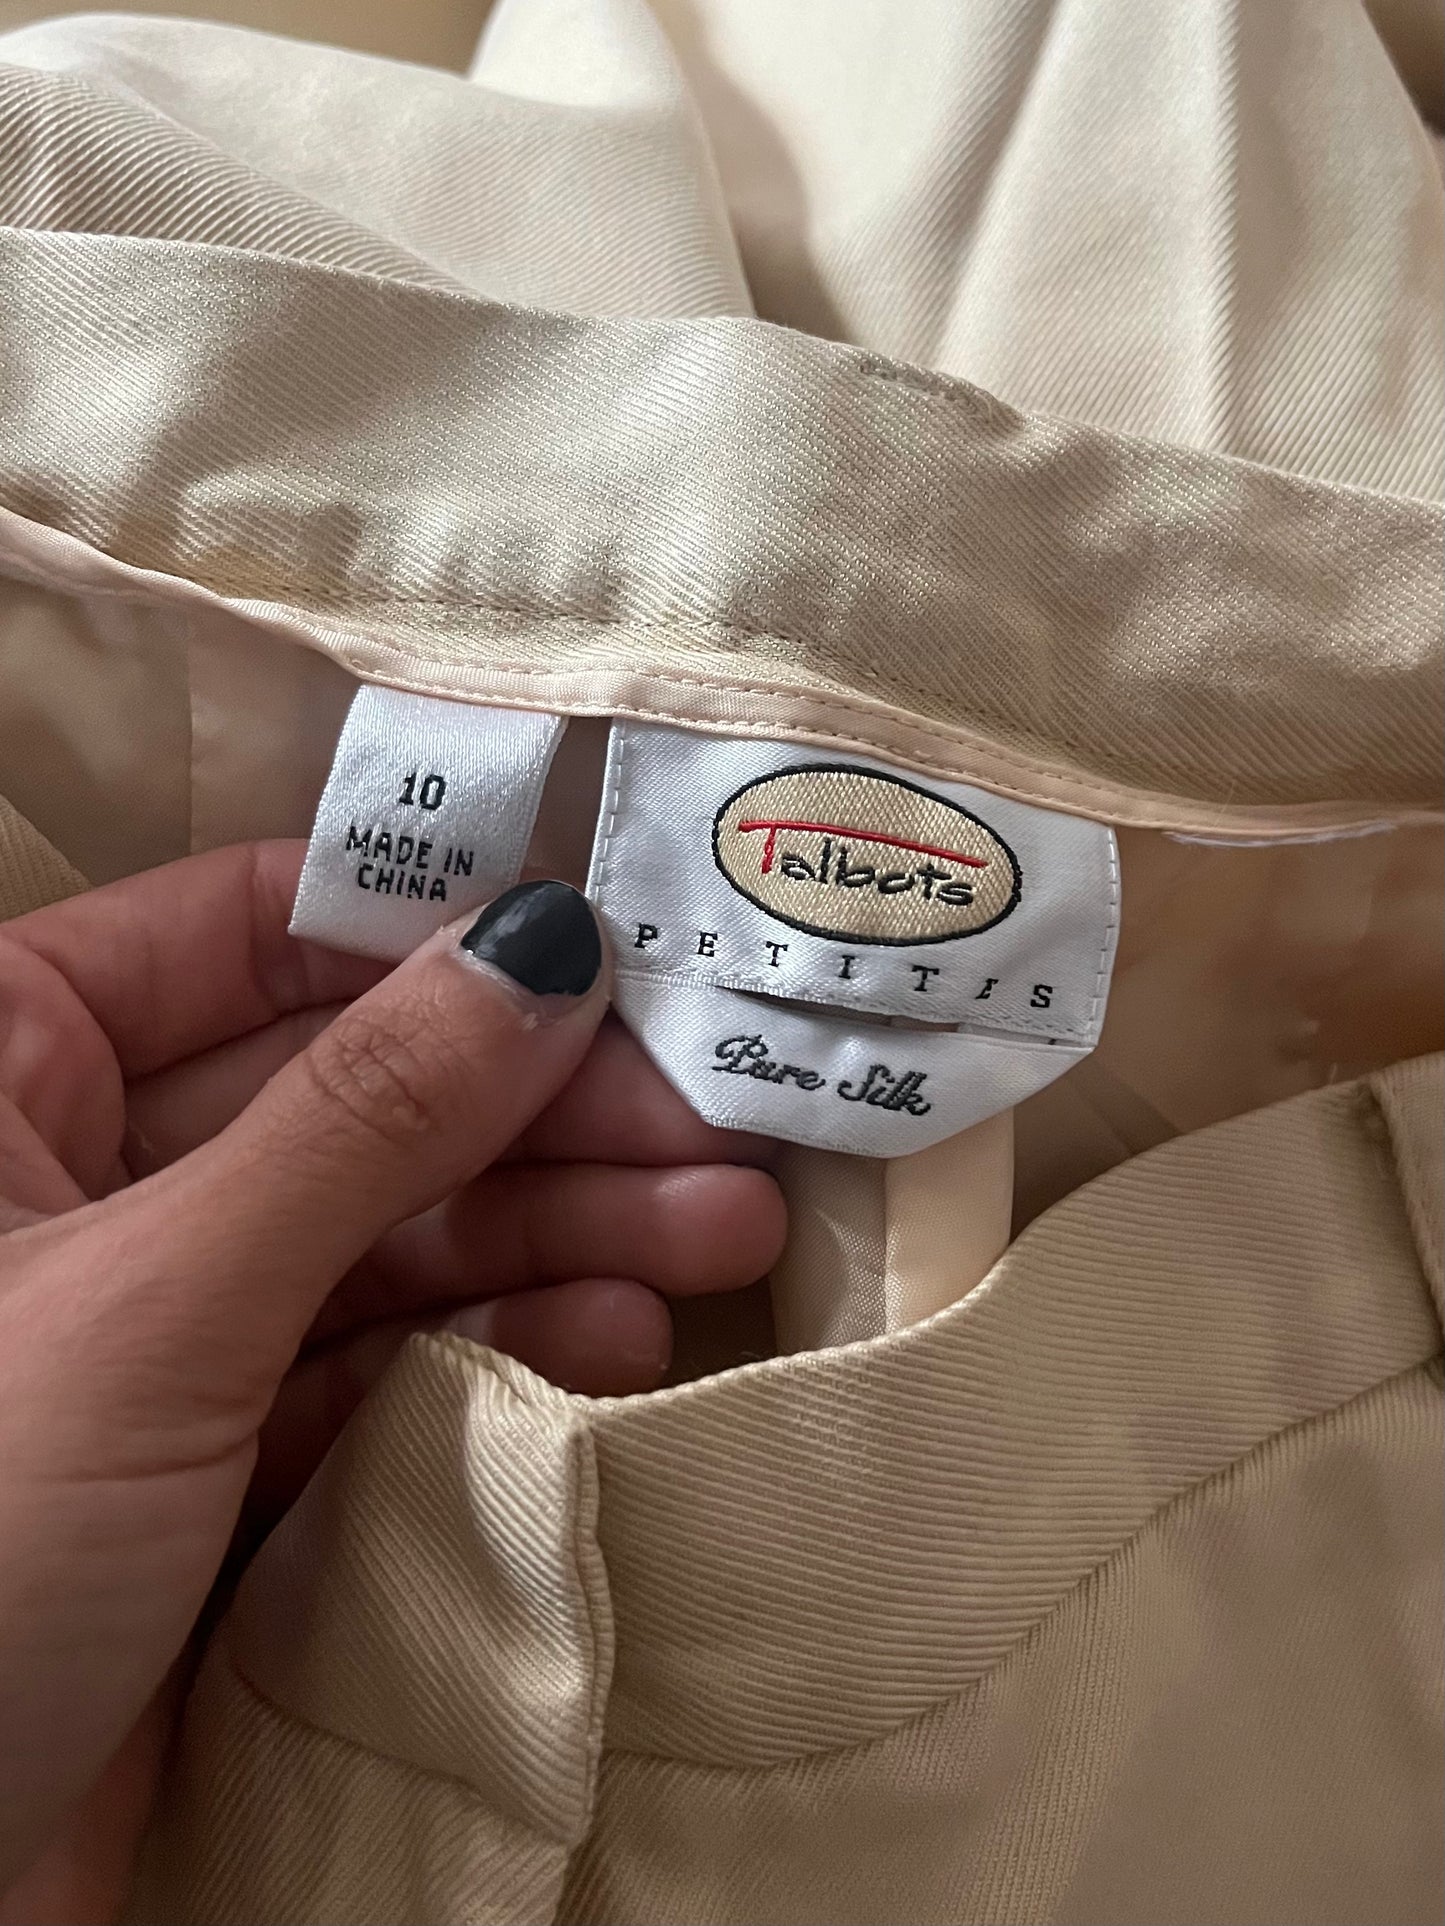 10
MADE IN
CHINA
Talbots
PETITES
Pure Silk